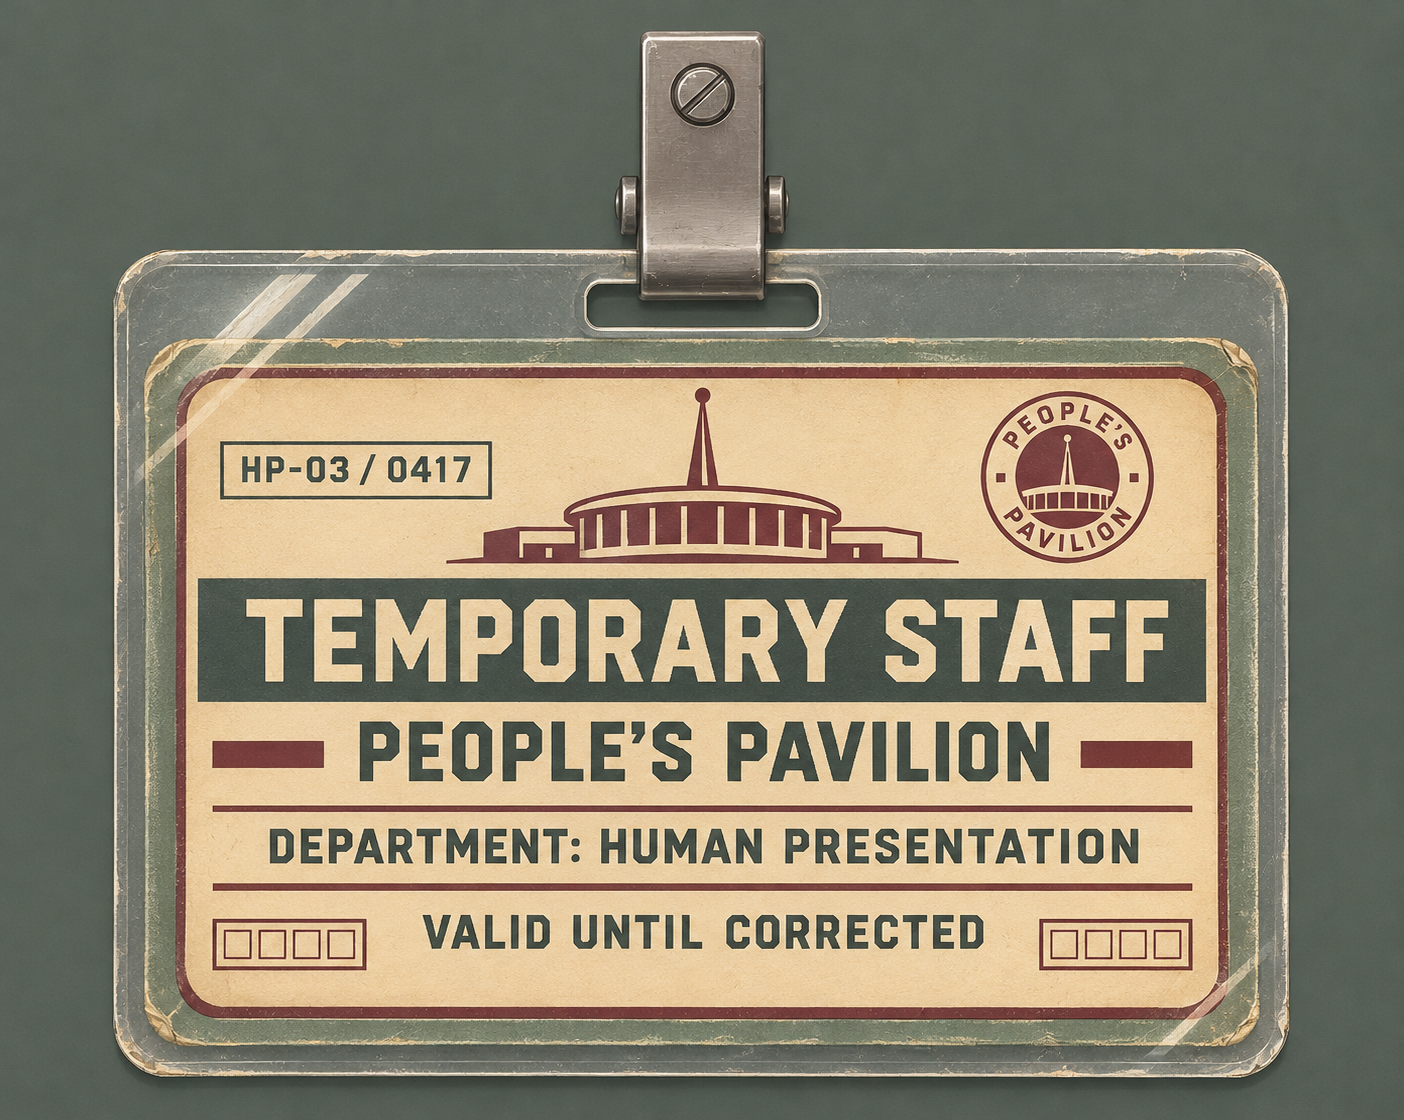 HP-03 / 0417
PEOPLE'S
PAVILION
TEMPORARY STAFF
PEOPLE'S PAVILION
DEPARTMENT: HUMAN PRESENTATION
VALID UNTIL CORRECTED